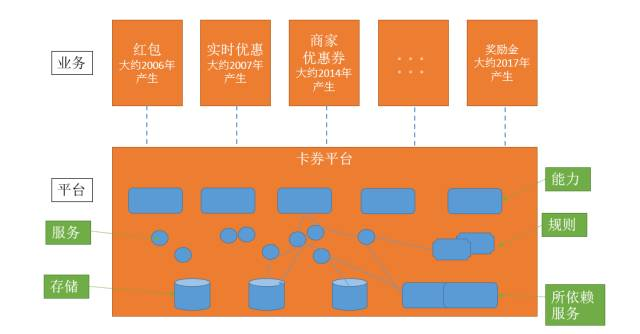 业务
红包
大约2006年
产生
实时优惠
大约2007年
产生
商家
优惠券
大约2014年
产生
· · ·
· · ·
奖励金
大约2017年
产生
卡券平台
平台
能力
服务
规则
存储
所依赖
服务